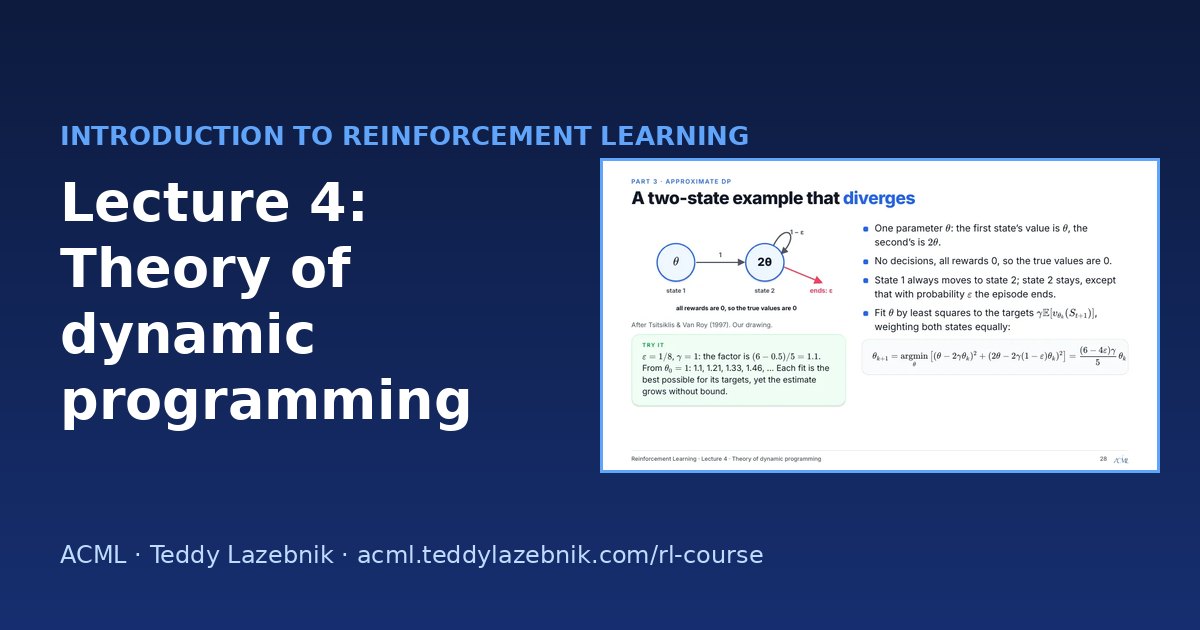 INTRODUCTION TO REINFORCEMENT LEARNING
Lecture 4:
Theory of
dynamic
programming
PART 3 · APPROXIMATE DP
A two-state example that diverges
θ
1
2θ
1 − ε
state 1
state 2
ends: ε
all rewards are 0, so the true values are 0
After Tsitsiklis & Van Roy (1997). Our drawing.
TRY IT
ε = 1/8, γ = 1: the factor is (6 − 0.5)/5 = 1.1.
From θ₀ = 1: 1.1, 1.21, 1.33, 1.46, ... Each fit is the
best possible for its targets, yet the estimate
grows without bound.
One parameter θ: the first state's value is θ, the
second's is 2θ.
No decisions, all rewards 0, so the true values are 0.
State 1 always moves to state 2; state 2 stays, except
that with probability ε the episode ends.
Fit θ by least squares to the targets γ𝔼[v_θₖ(Sₜ₊₁)],
weighting both states equally:
θₖ₊₁ = argmin_θ [(θ − 2γθₖ)² + (2θ − 2γ(1 − ε)θₖ)²] = (6 − 4ε)γ/5 θₖ
Reinforcement Learning · Lecture 4 · Theory of dynamic programming
28
ACML · Teddy Lazebnik · acml.teddylazebnik.com/rl-course